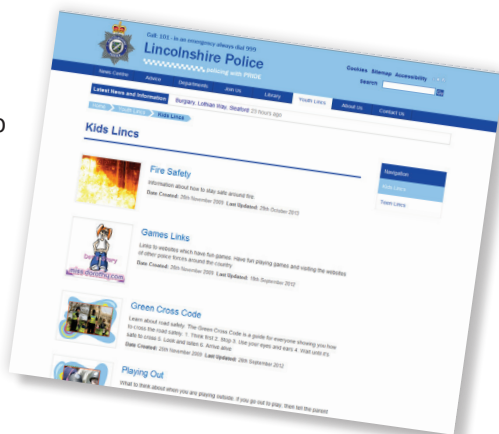 Call 101 - in an emergency always dial 999
Lincolnshire Police
policing with PRIDE
Cookies Sitemap Accessibility
Search
News Centre Advice Departments Join Us Library Youth Lincs About Us Contact Us
Latest News and Information Burglary, Lothian Way, Sleaford 23 hours ago
Home Youth Lincs Kids Lincs
Kids Lincs
Navigation
Kids Lincs
Teen Lincs
Fire Safety
Information about how to stay safe around fire.
Date Created: 26th November 2009 Last Updated: 29th October 2012
Games Links
Links to websites which have fun games. Have fun playing games and visiting the websites
of other police forces around the country.
Date Created: 26th November 2009 Last Updated: 19th September 2012
miss-dorothy.com
Green Cross Code
Learn about road safety. The Green Cross Code is a guide for everyone showing you how
to cross the road safely. 1. Think first 2. Stop 3. Use your eyes and ears 4. Wait until it's
safe to cross 5. Look and listen 6. Arrive alive
Date Created: 25th November 2009 Last Updated: 28th September 2012
Playing Out
What to think about when you are playing outside. If you go out to play, then let the parent